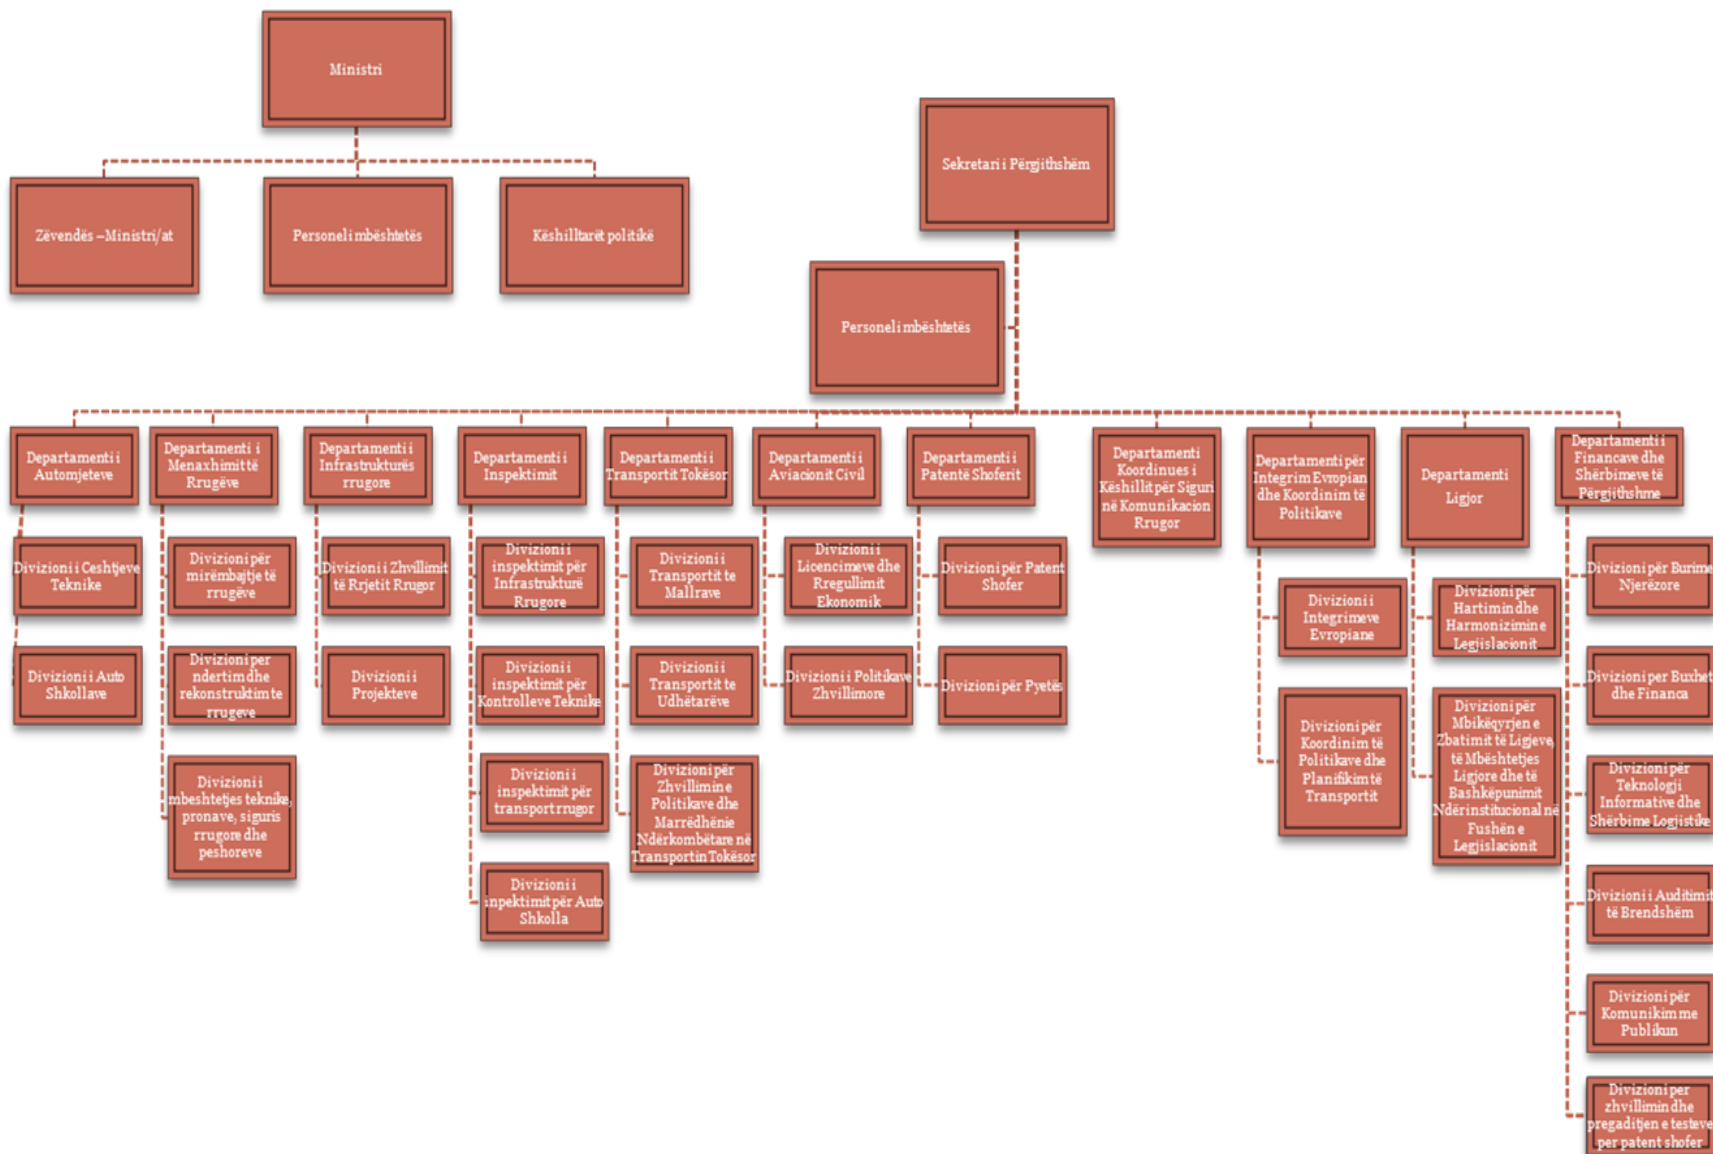 Ministri
Zëvendës –Ministri/at
Personeli mbështetës
Këshilltarët politikë
Sekretari i Përgjithshëm
Personeli mbështetës
Departamenti i
Automjeteve
Divizioni i Ceshtjeve
Teknike
Divizioni i Auto
Shkollave
Departamenti i
Menaxhimit të
Rrugëve
Divizioni për
mirëmbajtje të
rrugëve
Divizioni per
ndertim dhe
rekonstruktim te
rrugeve
Divizioni i
mbeshtetjes teknike,
pronave, siguris
rrugore dhe
peshoreve
Departamenti i
Infrastrukturës
rrugore
Divizioni i Zhvillimit
të Rrjetit Rrugor
Divizioni i
Projekteve
Departamenti i
Inspektimit
Divizioni i
inspektimit për
Infrastrukturë
Rrugore
Divizioni i
inspektimit për
Kontrolleve Teknike
Divizioni i
inspektimit për
transport rrugor
Divizioni i
inpektimit për Auto
Shkolla
Departamenti i
Transportit Tokësor
Divizioni i
Transportit te
Mallrave
Divizioni i
Transportit te
Udhëtarëve
Divizioni për
Zhvillimin e
Politikave dhe
Marrëdhënie
Ndërkombëtare në
Transportin Tokësor
Departamenti i
Aviacionit Civil
Divizioni i
Licencimeve dhe
Rregullimit
Ekonomik
Divizioni i Politikave
Zhvillimore
Departamenti i
Patentë Shoferit
Divizioni për Patent
Shofer
Divizioni për Pyetës
Departamenti
Koordinues i
Këshillit për Siguri
në Komunikacion
Rrugor
Departamenti për
Integrim Evropian
dhe Koordinim të
Politikave
Divizioni i
Integrimeve
Evropiane
Divizioni për
Koordinim të
Politikave dhe
Planifikim të
Transportit
Departamenti
Ligjor
Divizioni për
Hartimin dhe
Harmonizimin e
Legjislacionit
Divizioni për
Mbikëqyrjen e
Zbatimit të Ligjeve,
të Mbështetjes
Ligjore dhe të
Bashkëpunimit
Ndërinstitucional në
Fushën e
Legjislacionit
Departamenti i
Financave dhe
Shërbimeve të
Përgjithshme
Divizioni për Burime
Njerëzore
Divizioni per Buxhet
dhe Financa
Divizioni për
Teknologji
Informative dhe
Shërbime Logjistike
Divizioni i Auditimit
të Brendshëm
Divizioni për
Komunikim me
Publikun
Divizioni per
zhvillimin dhe
pregaditjen e testeve
per patent shofer